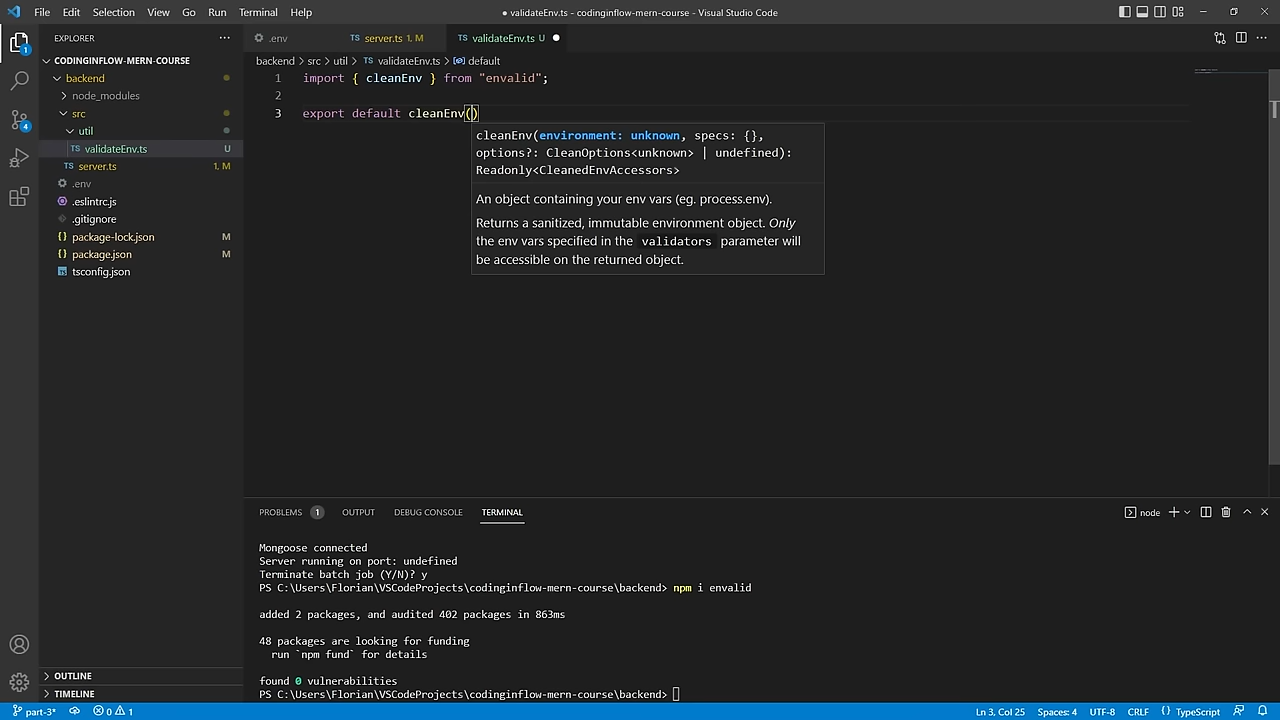 File Edit Selection View Go Run Terminal Help
● validateEnv.ts - codinginflow-mern-course - Visual Studio Code
EXPLORER
CODINGINFLOW-MERN-COURSE
backend
node_modules
src
util
TS validateEnv.ts U
TS server.ts 1, M
.env
.eslintrc.js
.gitignore
{} package-lock.json M
{} package.json M
TS tsconfig.json
OUTLINE
TIMELINE
1
4
.env
TS server.ts 1, M
TS validateEnv.ts U ●
backend > src > util > TS validateEnv.ts > default
1 import { cleanEnv } from "envalid";
2
3 export default cleanEnv()
cleanEnv(environment: unknown, specs: {},
options?: CleanOptions<unknown> | undefined):
Readonly<CleanedEnvAccessors>
An object containing your env vars (eg. process.env).
Returns a sanitized, immutable environment object. Only
the env vars specified in the validators parameter will
be accessible on the returned object.
PROBLEMS 1 OUTPUT DEBUG CONSOLE TERMINAL
node
Mongoose connected
Server running on port: undefined
Terminate batch job (Y/N)? y
PS C:\Users\Florian\VSCodeProjects\codinginflow-mern-course\backend> npm i envalid
added 2 packages, and audited 402 packages in 863ms
48 packages are looking for funding
run `npm fund` for details
found 0 vulnerabilities
PS C:\Users\Florian\VSCodeProjects\codinginflow-mern-course\backend>
part-3* 0 1
Ln 3, Col 25 Spaces: 4 UTF-8 CRLF {} TypeScript